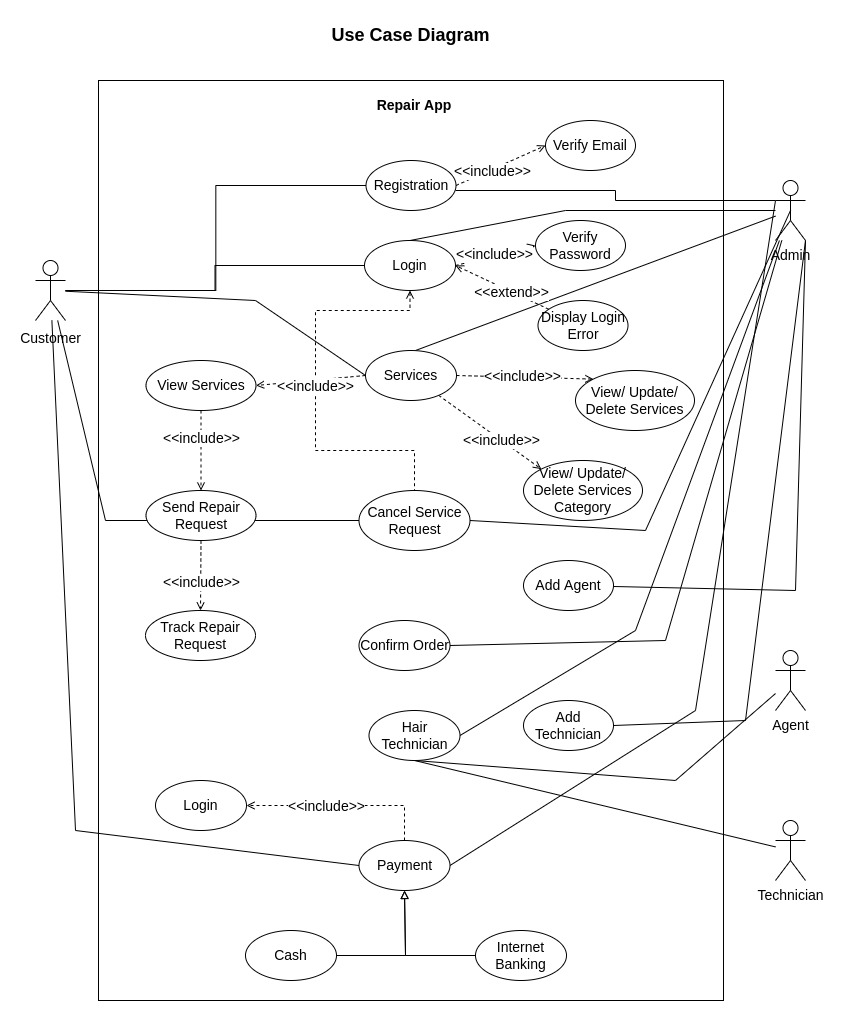 Use Case Diagram
Repair App
Verify Email
<<include>>
Registration
Verify
Password
<<include>>
Login
Admin
<<extend>>
Display Login
Error
Customer
Services
View Services
<<include>>
<<include>>
View/ Update/
Delete Services
<<include>>
<<include>>
View/ Update/
Delete Services
Category
Send Repair
Request
Cancel Service
Request
<<include>>
Add Agent
Track Repair
Request
Confirm Order
Hair
Technician
Add
Technician
Agent
Login
<<include>>
Payment
Technician
Cash
Internet
Banking